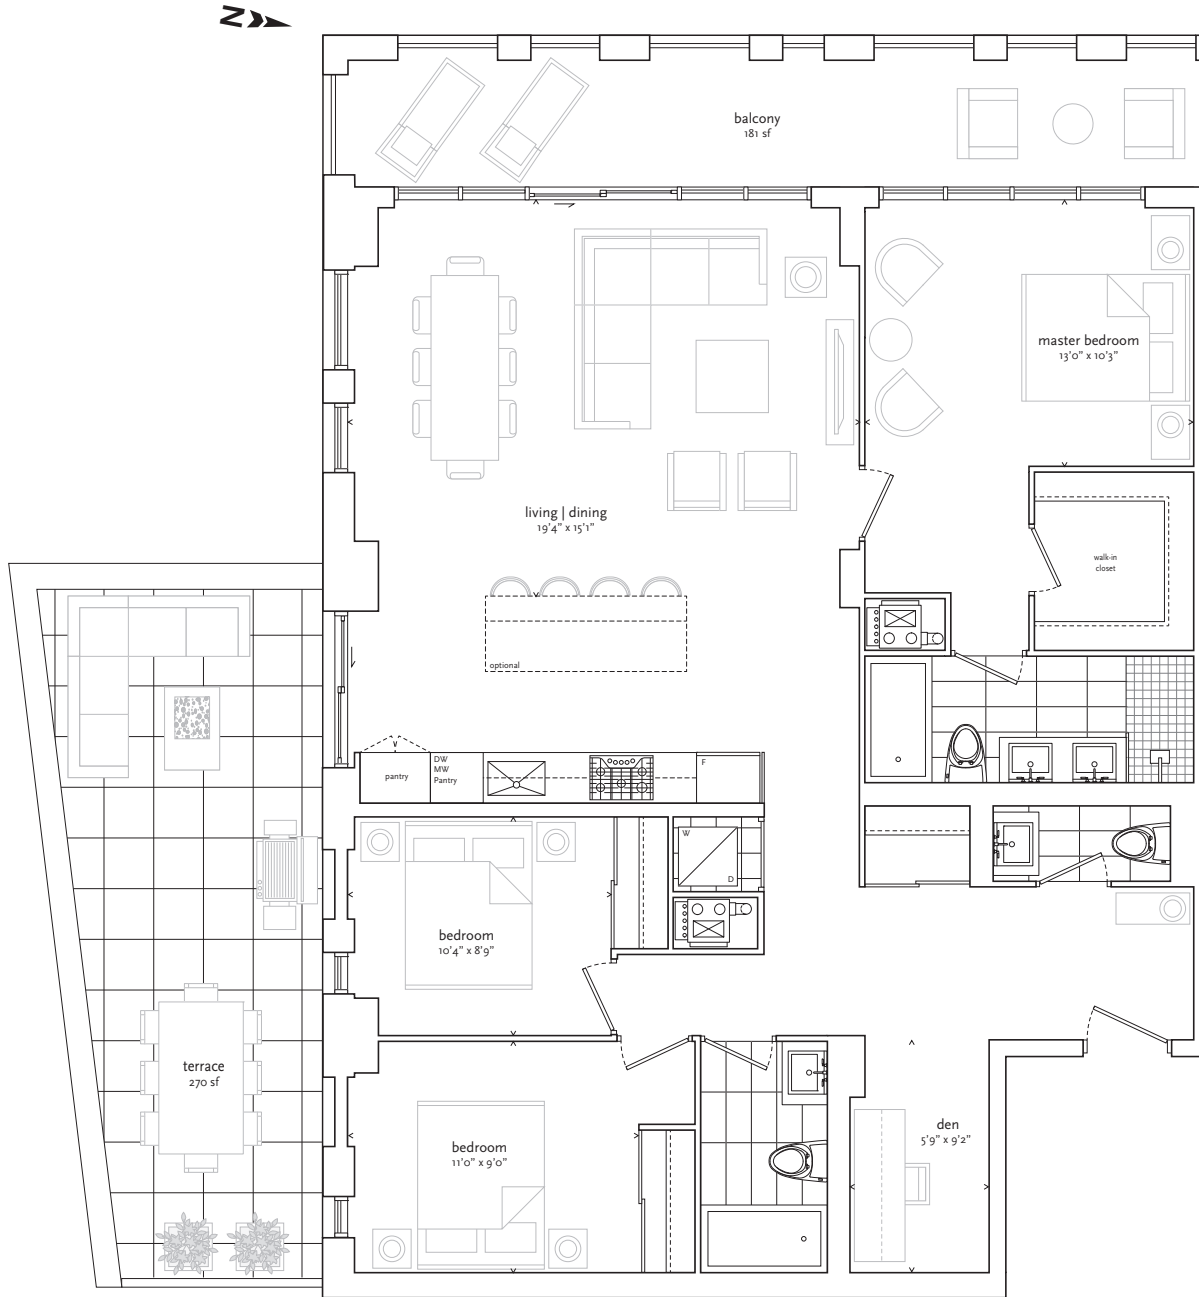 N
balcony
181 sf
master bedroom
13'0" x 10'3"
living | dining
19'4" x 15'1"
walk-in
closet
optional
pantry
DW
MW
Pantry
F
W
D
bedroom
10'4" x 8'9"
terrace
270 sf
bedroom
11'0" x 9'0"
den
5'9" x 9'2"